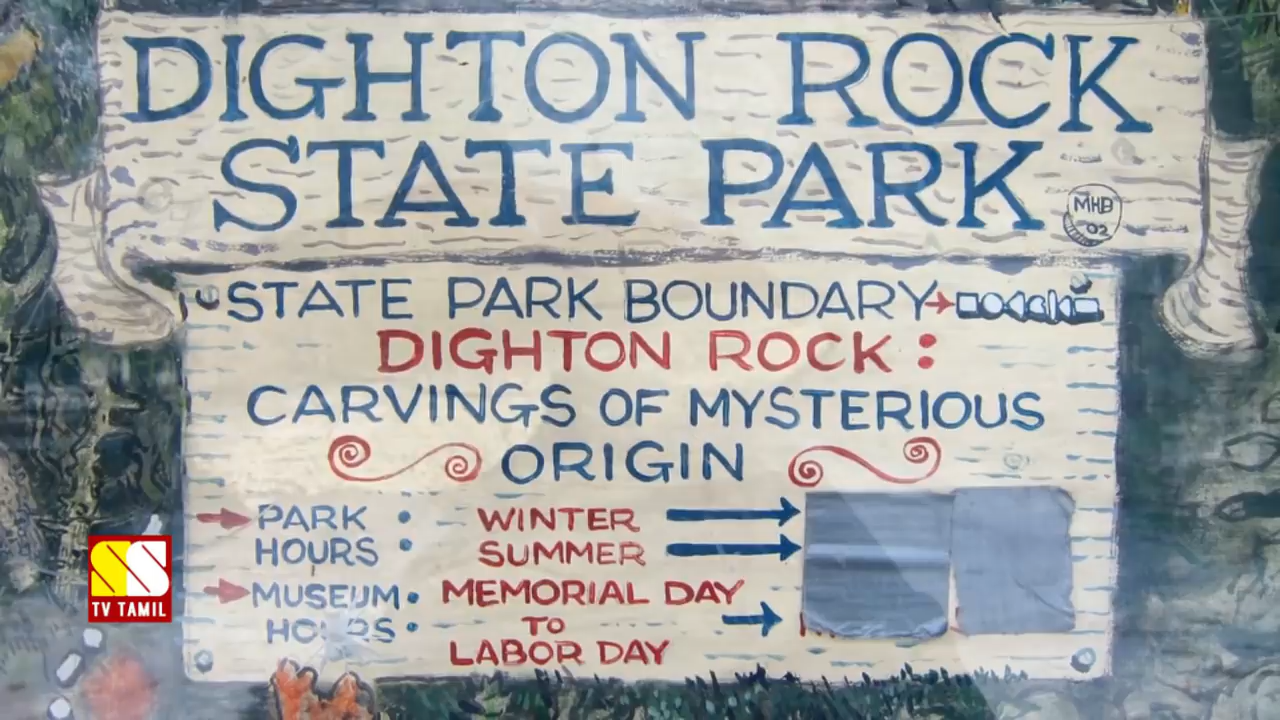 DIGHTON ROCK
STATE PARK
MHB
02
STATE PARK BOUNDARY
DIGHTON ROCK:
CARVINGS OF MYSTERIOUS
ORIGIN
PARK HOURS : WINTER
SUMMER
MUSEUM HOURS : MEMORIAL DAY
TO
LABOR DAY
TV TAMIL